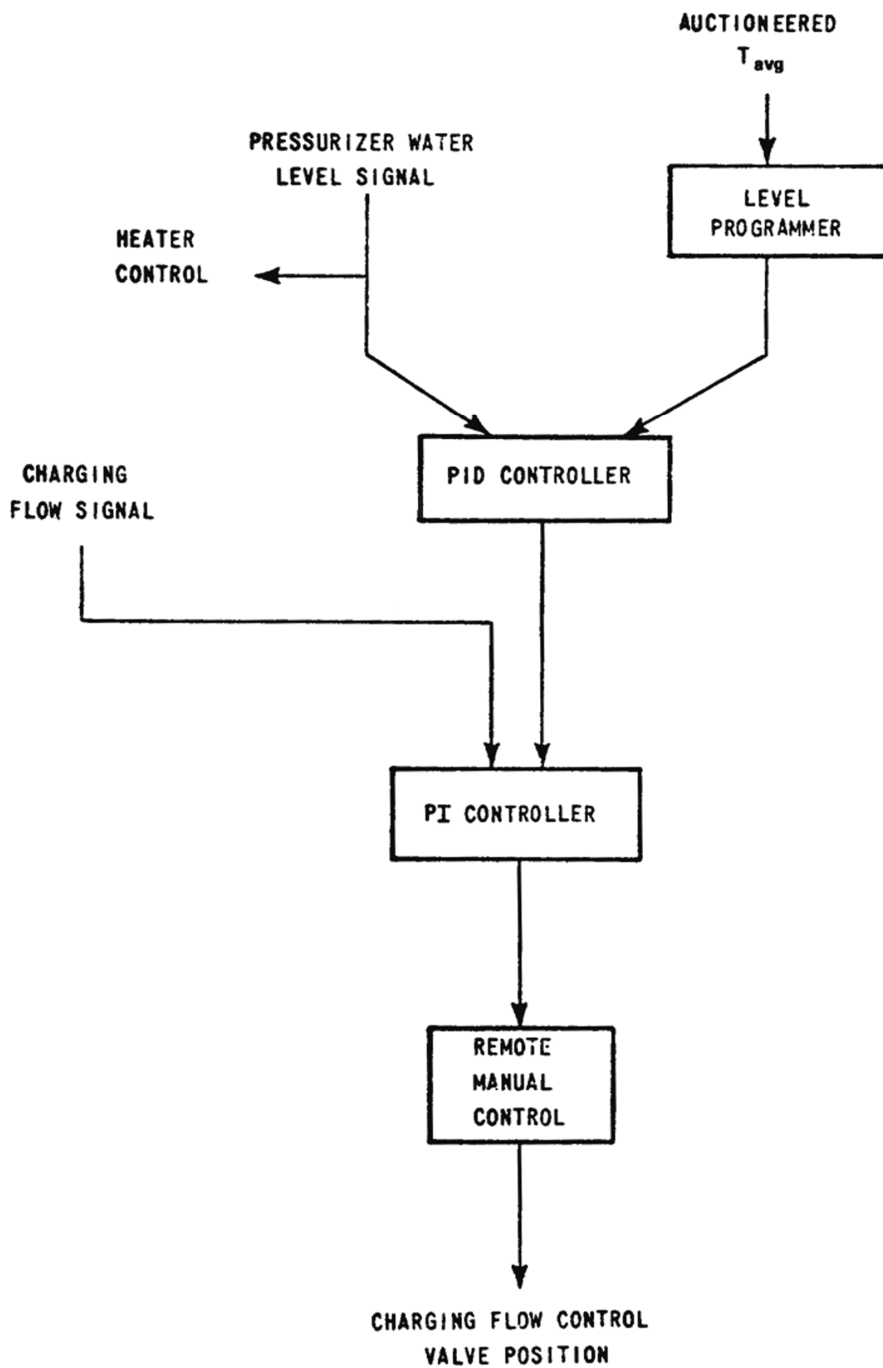 AUCTIONEERED
Tavg
PRESSURIZER WATER
LEVEL SIGNAL
LEVEL
PROGRAMMER
HEATER
CONTROL
PID CONTROLLER
CHARGING
FLOW SIGNAL
PI CONTROLLER
REMOTE
MANUAL
CONTROL
CHARGING FLOW CONTROL
VALVE POSITION